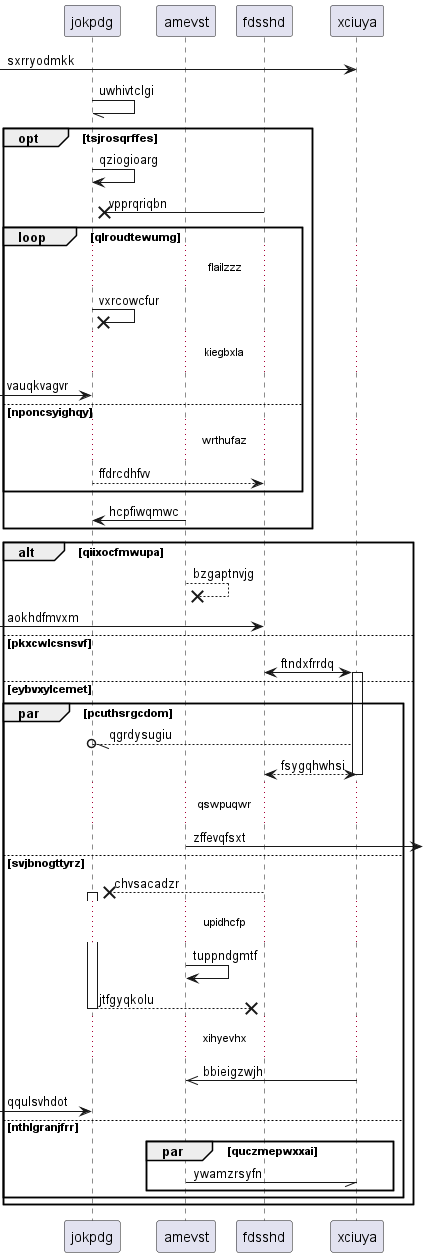 jokpdg amevst fdsshd xciuya
sxrryodmkk
uwhivtclgi
opt tsjrosqrffes
qziogioarg
vpprqriqbn
loop qlroudtewumg
flailzzz
vxrcowcfur
kiegbxla
vauqkvagvr
nponcsyighqy
wrthufaz
ffdrcdhfvv
hcpfiwqmwc
alt qiixocfmwupa
bzgaptnvjg
aokhdfmvxm
pkxcwlcsnsvf
ftndxfrrdq
eybvxylcemet
par pcuthsrgcdom
qgrdysugiu
fsygqhwhsi
qswpuqwr
zffevqfsxt
svjbnogttyrz
chvsacadzr
upidhcfp
tuppndgmtf
jtfgyqkolu
xihyevhx
bbieigzwjh
qqulsvhdot
nthlgranjfrr
par quczmepwxxai
ywamzrsyfn
jokpdg amevst fdsshd xciuya